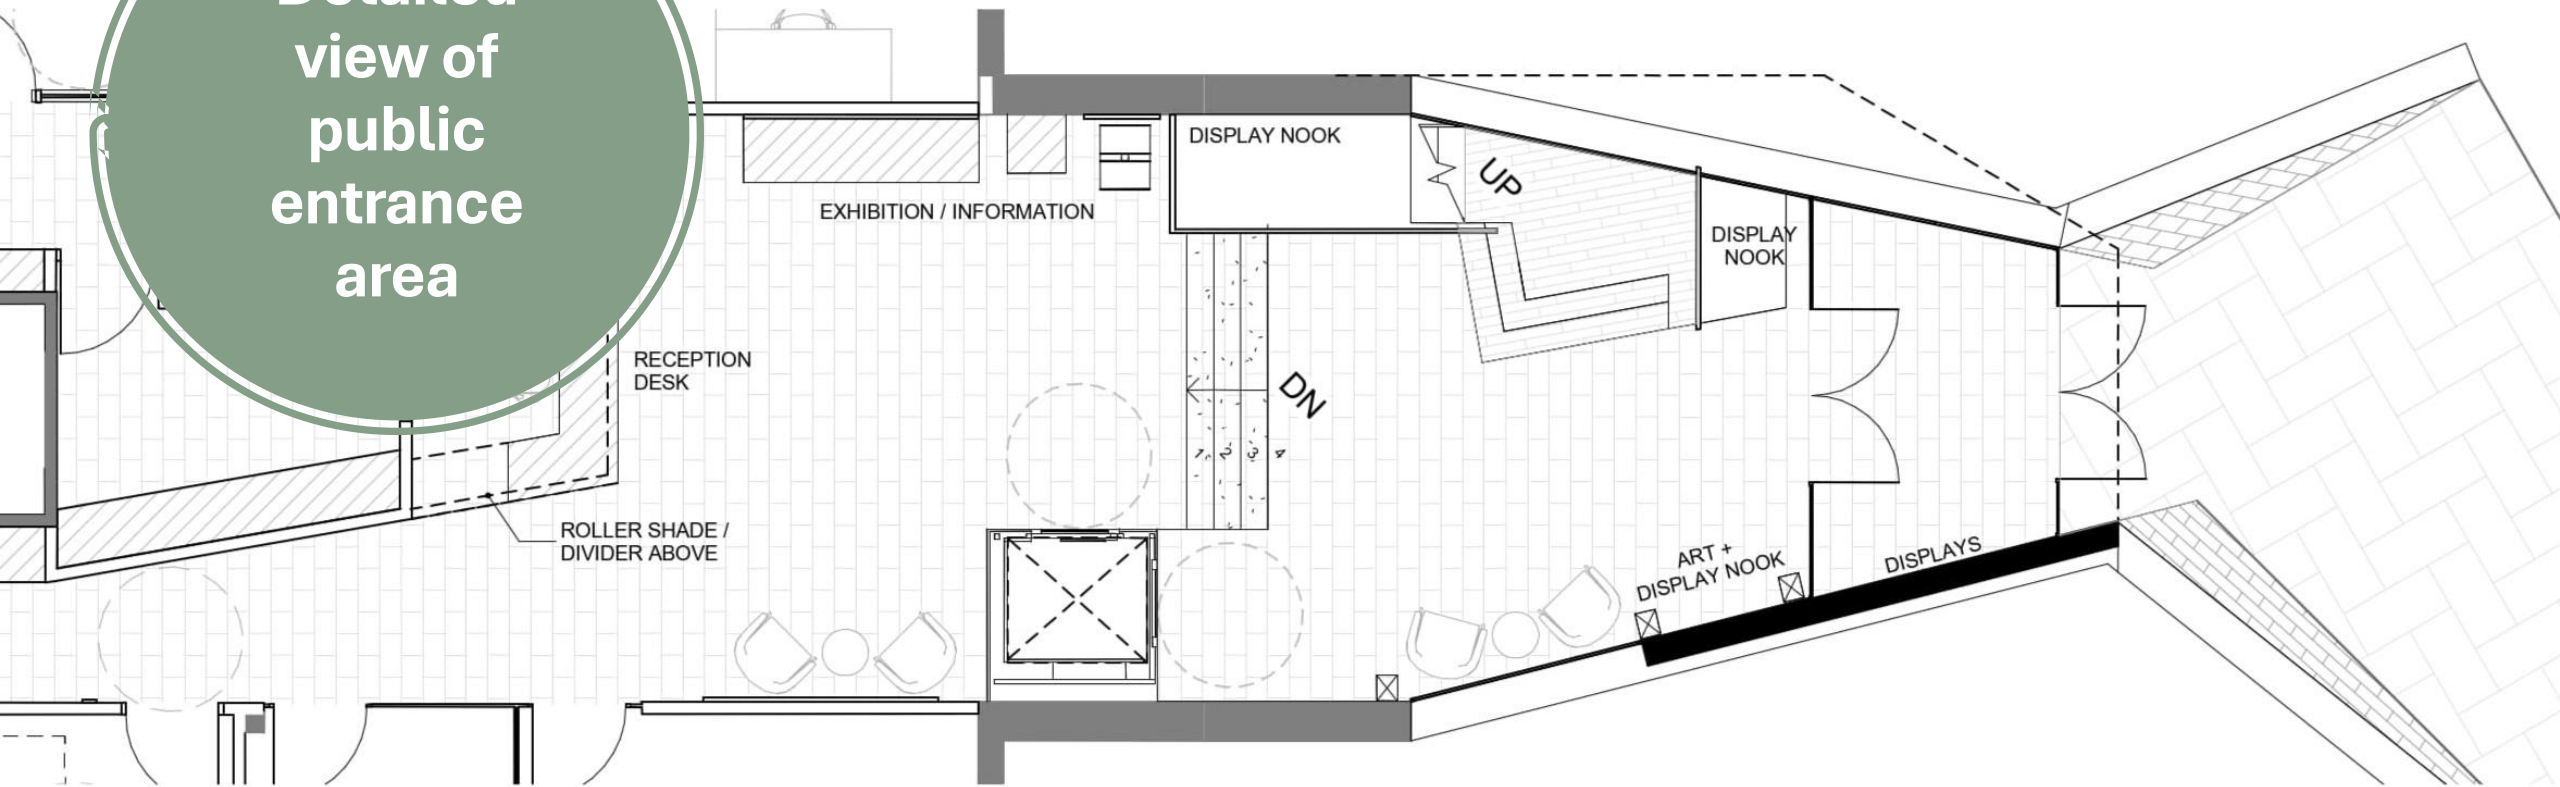 Detailed
view of
public
entrance
area
DISPLAY NOOK
UP
EXHIBITION / INFORMATION
DISPLAY
NOOK
RECEPTION
DESK
DN
1 2 3 4
ROLLER SHADE /
DIVIDER ABOVE
ART +
DISPLAY NOOK
DISPLAYS